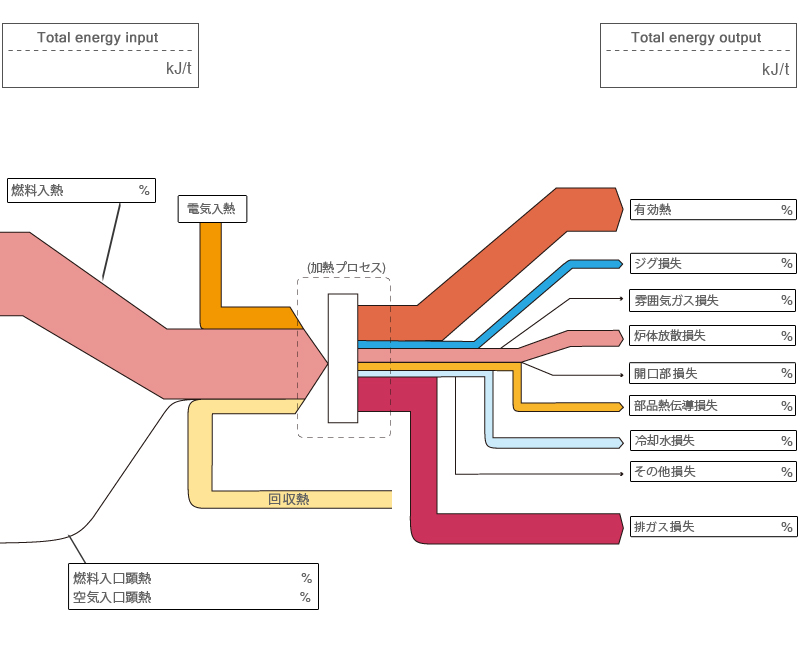 Total energy input
kJ/t
Total energy output
kJ/t
燃料入熱 %
電気入熱
有効熱 %
(加熱プロセス)
ジグ損失 %
雰囲気ガス損失 %
炉体放散損失 %
開口部損失 %
部品熱伝導損失 %
冷却水損失 %
その他損失 %
回収熱
排ガス損失 %
燃料入口顕熱 %
空気入口顕熱 %